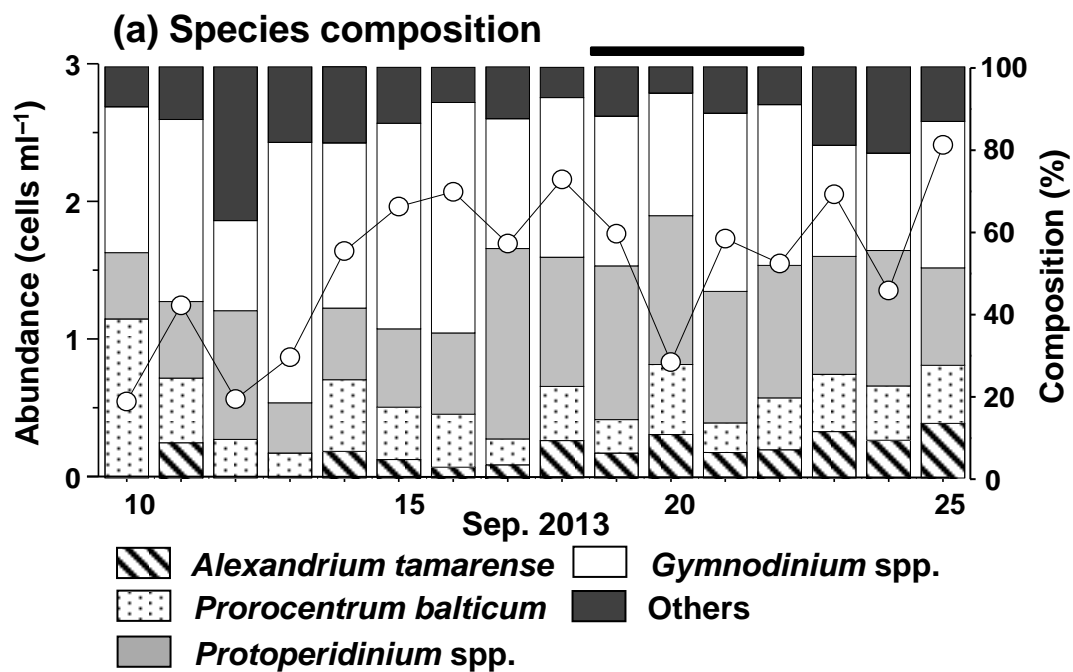 (a) Species composition
3
2
1
0
Abundance (cells ml⁻¹)
100
80
60
40
20
0
Composition (%)
10 15 20 25
Sep. 2013
Alexandrium tamarense
Prorocentrum balticum
Protoperidinium spp.
Gymnodinium spp.
Others